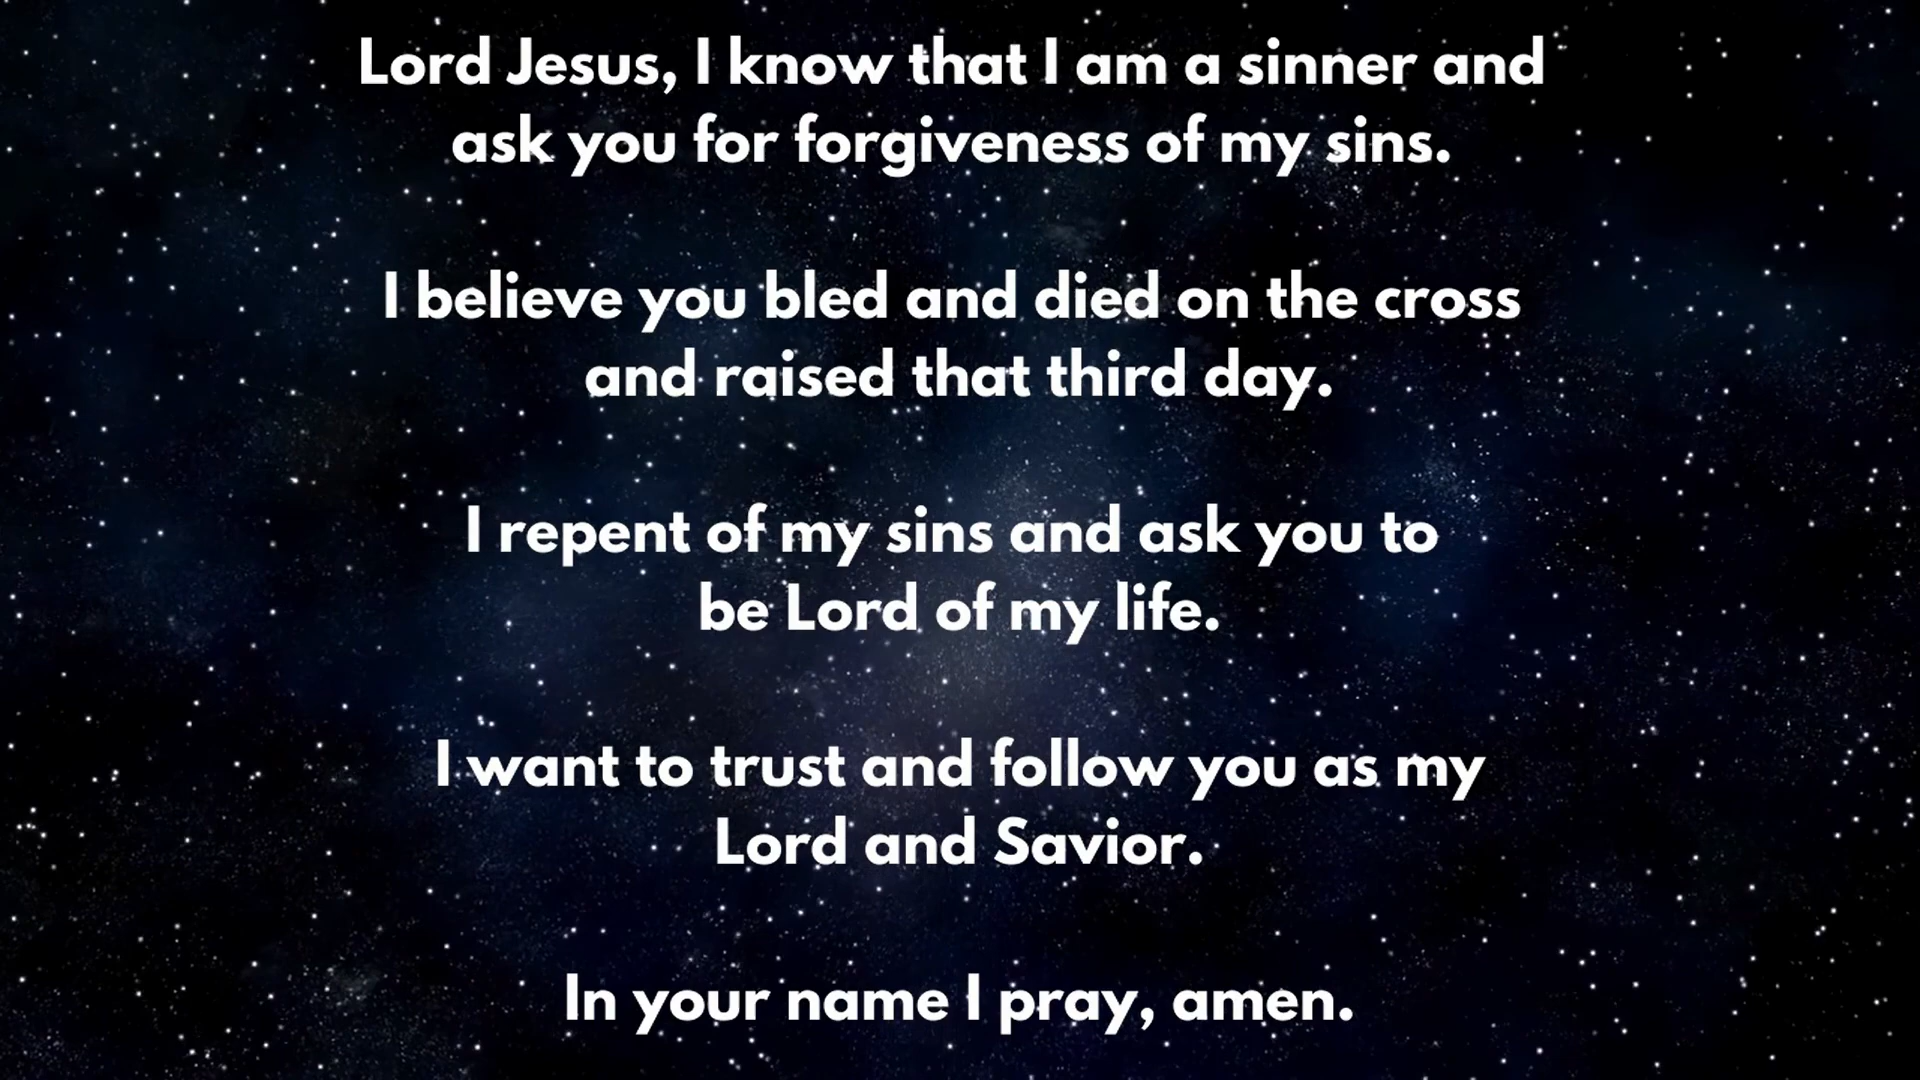 Lord Jesus, I know that I am a sinner and
ask you for forgiveness of my sins.
I believe you bled and died on the cross
and raised that third day.
I repent of my sins and ask you to
be Lord of my life.
I want to trust and follow you as my
Lord and Savior.
In your name I pray, amen.